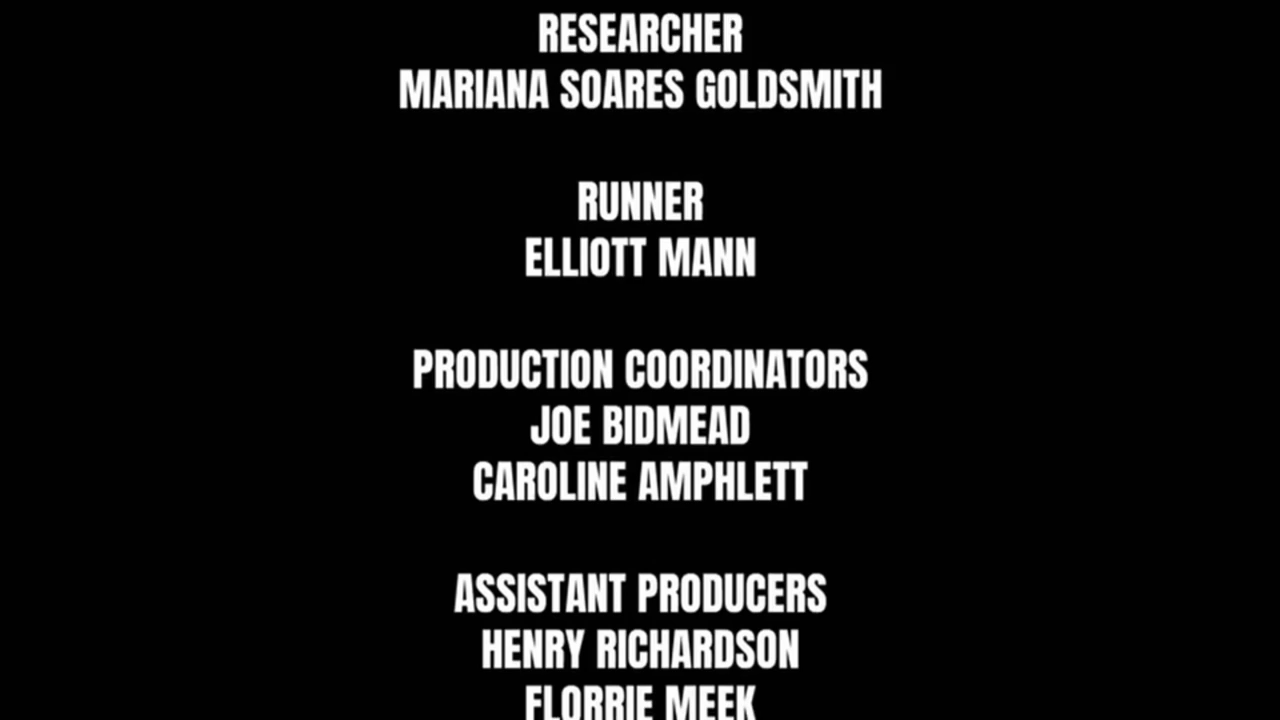 RESEARCHER
MARIANA SOARES GOLDSMITH
RUNNER
ELLIOTT MANN
PRODUCTION COORDINATORS
JOE BIDMEAD
CAROLINE AMPHLETT
ASSISTANT PRODUCERS
HENRY RICHARDSON
FLORRIE MEEK